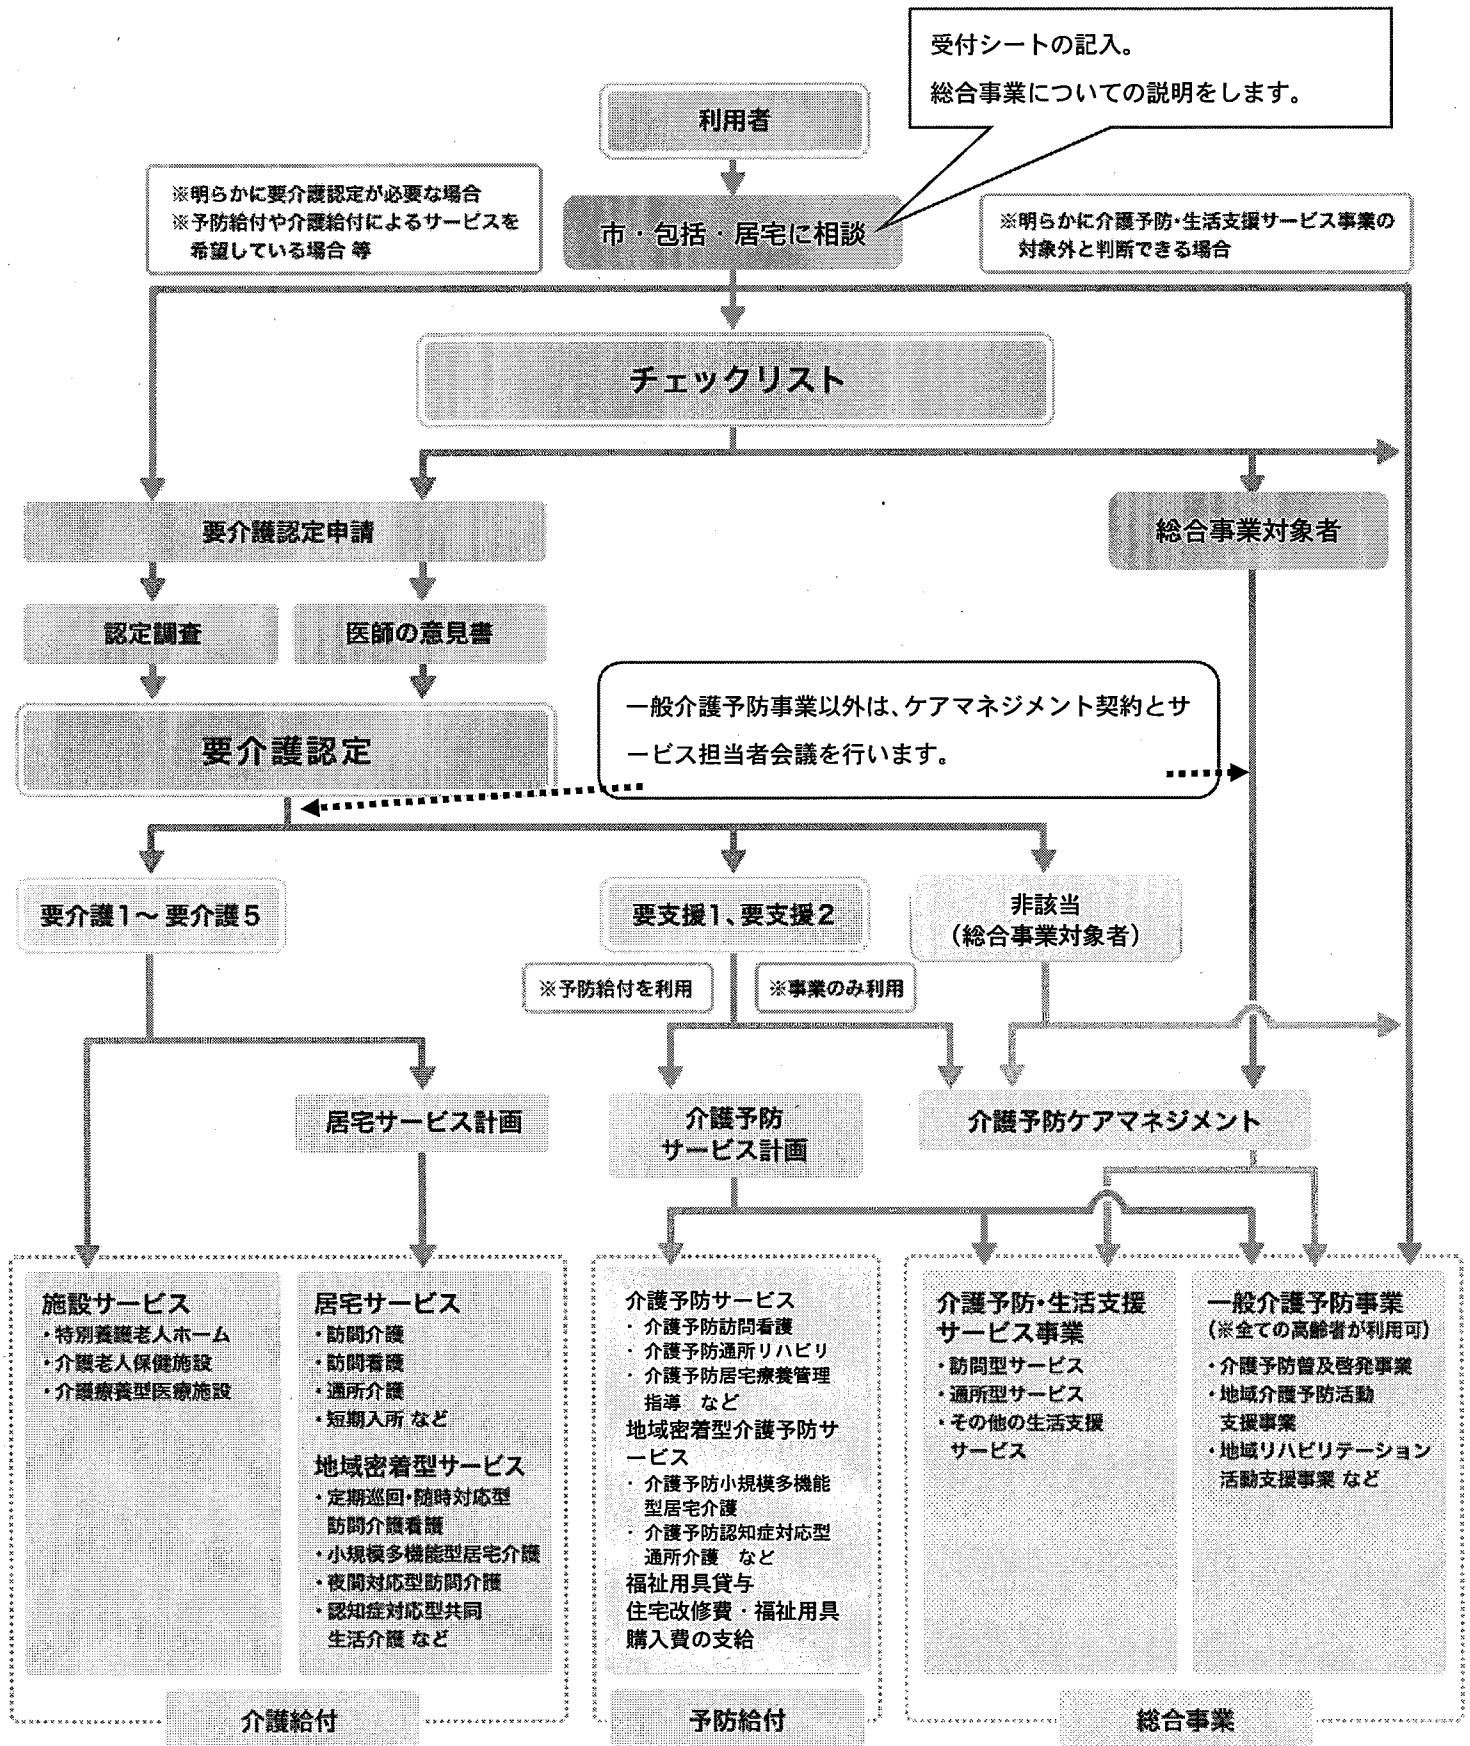 受付シートの記入。
総合事業についての説明をします。
利用者
※明らかに要介護認定が必要な場合
※予防給付や介護給付によるサービスを
希望している場合 等
市・包括・居宅に相談
※明らかに介護予防・生活支援サービス事業の
対象外と判断できる場合
チェックリスト
要介護認定申請
総合事業対象者
認定調査
医師の意見書
要介護認定
一般介護予防事業以外は、ケアマネジメント契約とサ
ービス担当者会議を行います。
要介護1～要介護5
要支援1、要支援2
非該当
(総合事業対象者)
※予防給付を利用
※事業のみ利用
居宅サービス計画
介護予防
サービス計画
介護予防ケアマネジメント
施設サービス
・特別養護老人ホーム
・介護老人保健施設
・介護療養型医療施設
居宅サービス
・訪問介護
・訪問看護
・通所介護
・短期入所 など
地域密着型サービス
・定期巡回・随時対応型
訪問介護看護
・小規模多機能型居宅介護
・夜間対応型訪問介護
・認知症対応型共同
生活介護 など
介護給付
介護予防サービス
・ 介護予防訪問看護
・ 介護予防通所リハビリ
・ 介護予防居宅療養管理
指導 など
地域密着型介護予防サ
ービス
・ 介護予防小規模多機能
型居宅介護
・ 介護予防認知症対応型
通所介護 など
福祉用具貸与
住宅改修費・福祉用具
購入費の支給
予防給付
介護予防・生活支援
サービス事業
・訪問型サービス
・通所型サービス
・その他の生活支援
サービス
一般介護予防事業
(※全ての高齢者が利用可)
・介護予防普及啓発事業
・地域介護予防活動
支援事業
・地域リハビリテーション
活動支援事業 など
総合事業